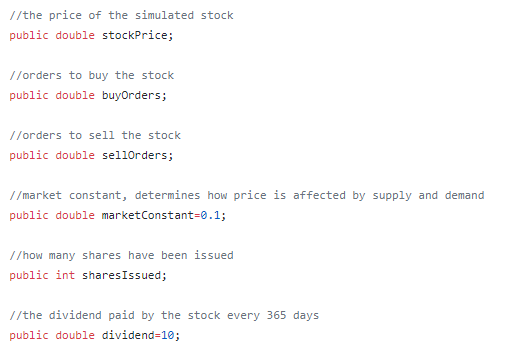 //the price of the simulated stock
public double stockPrice;
//orders to buy the stock
public double buyOrders;
//orders to sell the stock
public double sellOrders;
//market constant, determines how price is affected by supply and demand
public double marketConstant=0.1;
//how many shares have been issued
public int sharesIssued;
//the dividend paid by the stock every 365 days
public double dividend=10;